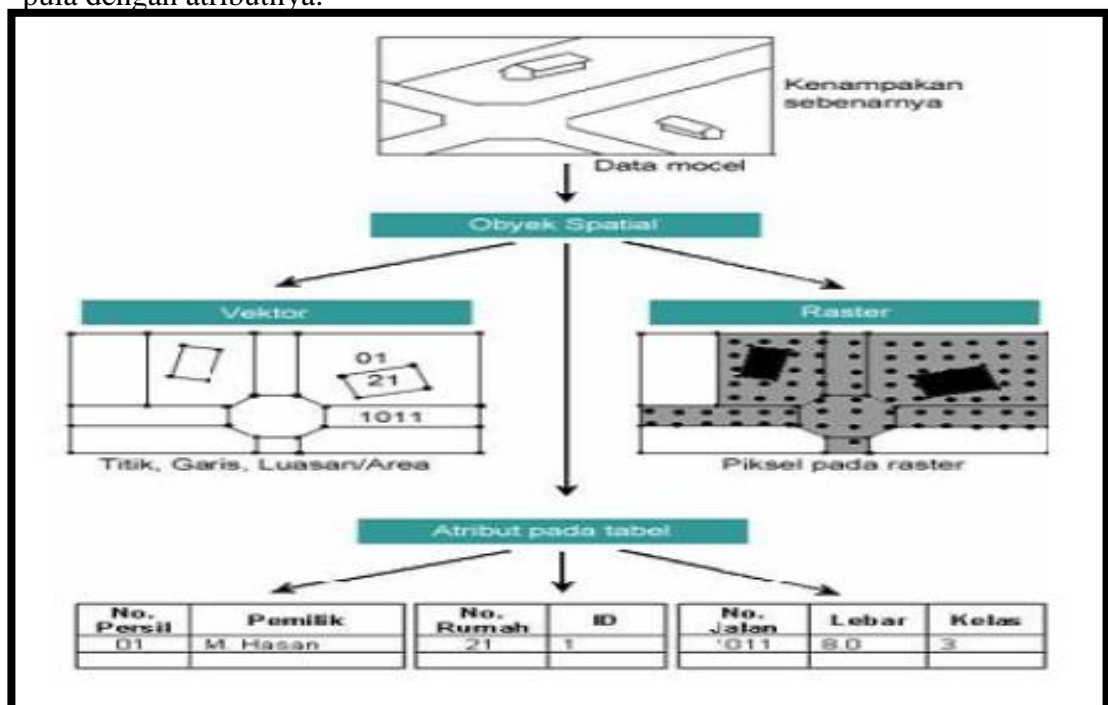 pula dengan atributnya.
Kenampakan
sebenarnya
Data mocel
Obyek Spatial
Vektor
Raster
01
21
1011
Titik, Garis, Luasan/Area
Piksel pada raster
Atribut pada tabel
No. Persil Pemilik No. Rumah ID No. Jalan Lebar Kelas
01 M. Hasan 21 1 1011 8.0 3